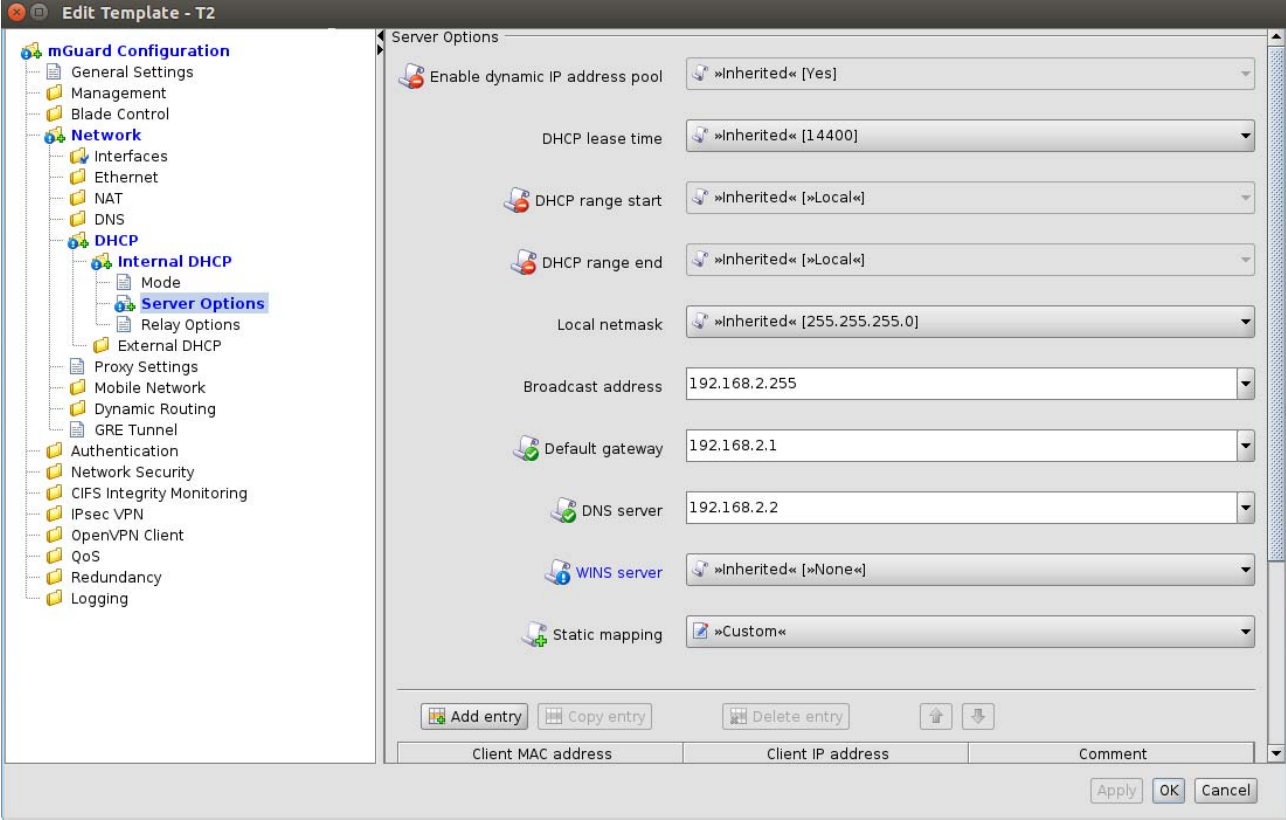 Edit Template - T2
mGuard Configuration
General Settings
Management
Blade Control
Network
Interfaces
Ethernet
NAT
DNS
DHCP
Internal DHCP
Mode
Server Options
Relay Options
External DHCP
Proxy Settings
Mobile Network
Dynamic Routing
GRE Tunnel
Authentication
Network Security
CIFS Integrity Monitoring
IPsec VPN
OpenVPN Client
QoS
Redundancy
Logging
Server Options
Enable dynamic IP address pool »Inherited« [Yes]
DHCP lease time »Inherited« [14400]
DHCP range start »Inherited« [»Local«]
DHCP range end »Inherited« [»Local«]
Local netmask »Inherited« [255.255.255.0]
Broadcast address 192.168.2.255
Default gateway 192.168.2.1
DNS server 192.168.2.2
WINS server »Inherited« [»None«]
Static mapping »Custom«
Add entry Copy entry Delete entry
Client MAC address Client IP address Comment
Apply OK Cancel